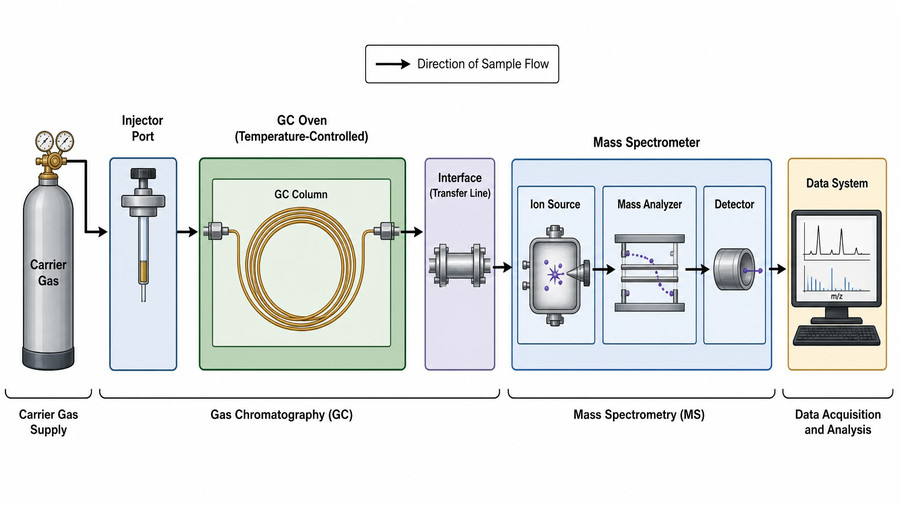 Direction of Sample Flow
Injector
Port
GC Oven
(Temperature-Controlled)
Mass Spectrometer
Carrier
Gas
GC Column
Interface
(Transfer Line)
Ion Source
Mass Analyzer
Detector
Data System
m/z
Carrier Gas
Supply
Gas Chromatography (GC)
Mass Spectrometry (MS)
Data Acquisition
and Analysis